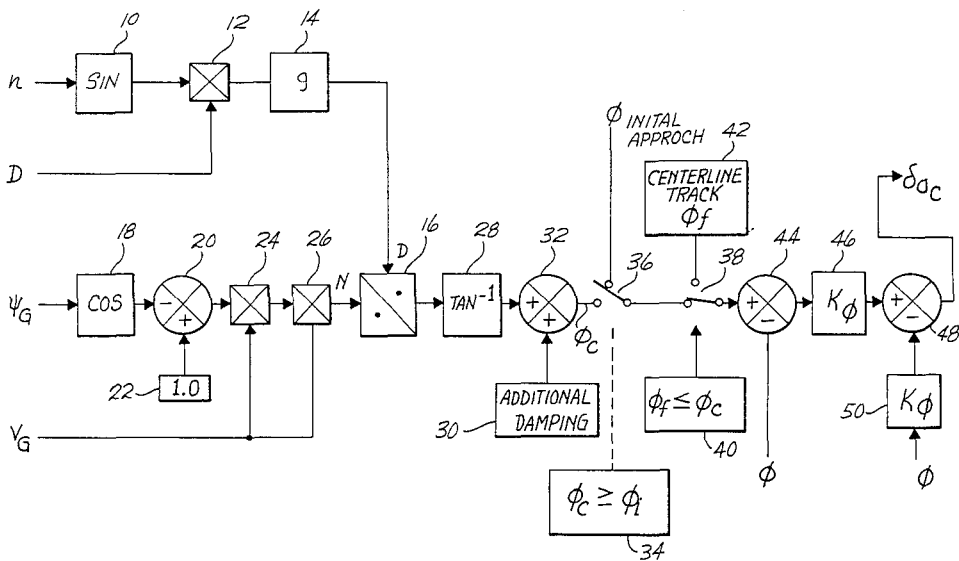 10
12
14
n
SIN
g
D
φ INITAL
APPROCH
42
CENTERLINE
TRACK
φf
δac
18
20
24
26
N
16
D
28
32
36
38
44
46
ψG
COS
-
+
TAN⁻¹
+
+
φc
+
-
Kφ
+
-
48
22
1.0
VG
30
ADDITIONAL
DAMPING
φf ≤ φc
40
φ
50
Kφ
φ
φc ≥ φi
34